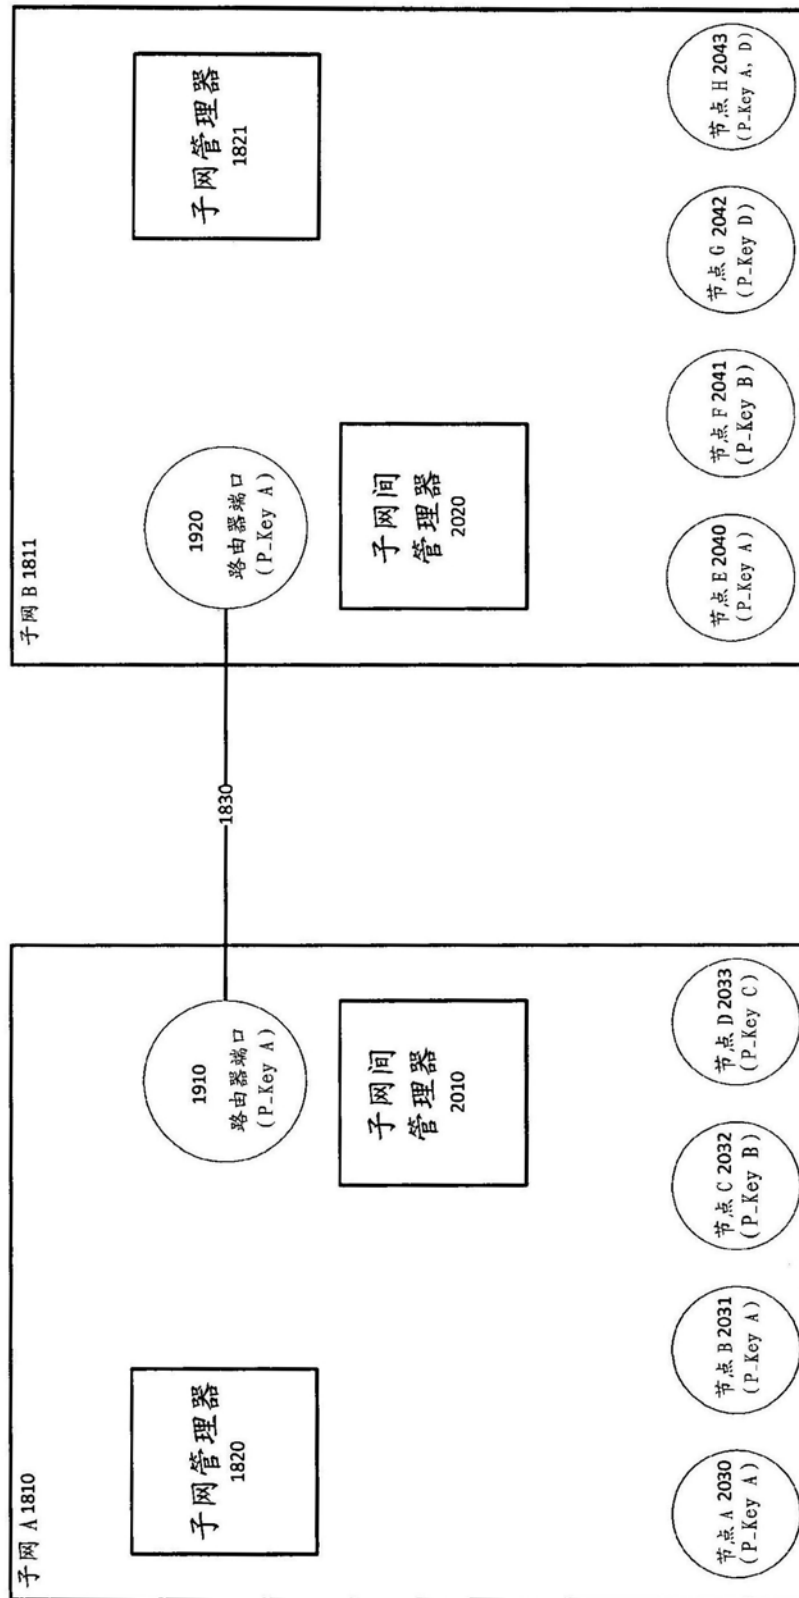 子网 A 1810
子网管理器
1820
1910
路由器端口
(P_Key A)
子网间
管理器
2010
节点 A 2030
(P_Key A)
节点 B 2031
(P_Key A)
节点 C 2032
(P_Key B)
节点 D 2033
(P_Key C)
1830
子网 B 1811
1920
路由器端口
(P_Key A)
子网管理器
1821
子网间
管理器
2020
节点 E 2040
(P_Key A)
节点 F 2041
(P_Key B)
节点 G 2042
(P_Key D)
节点 H 2043
(P_Key A, D)